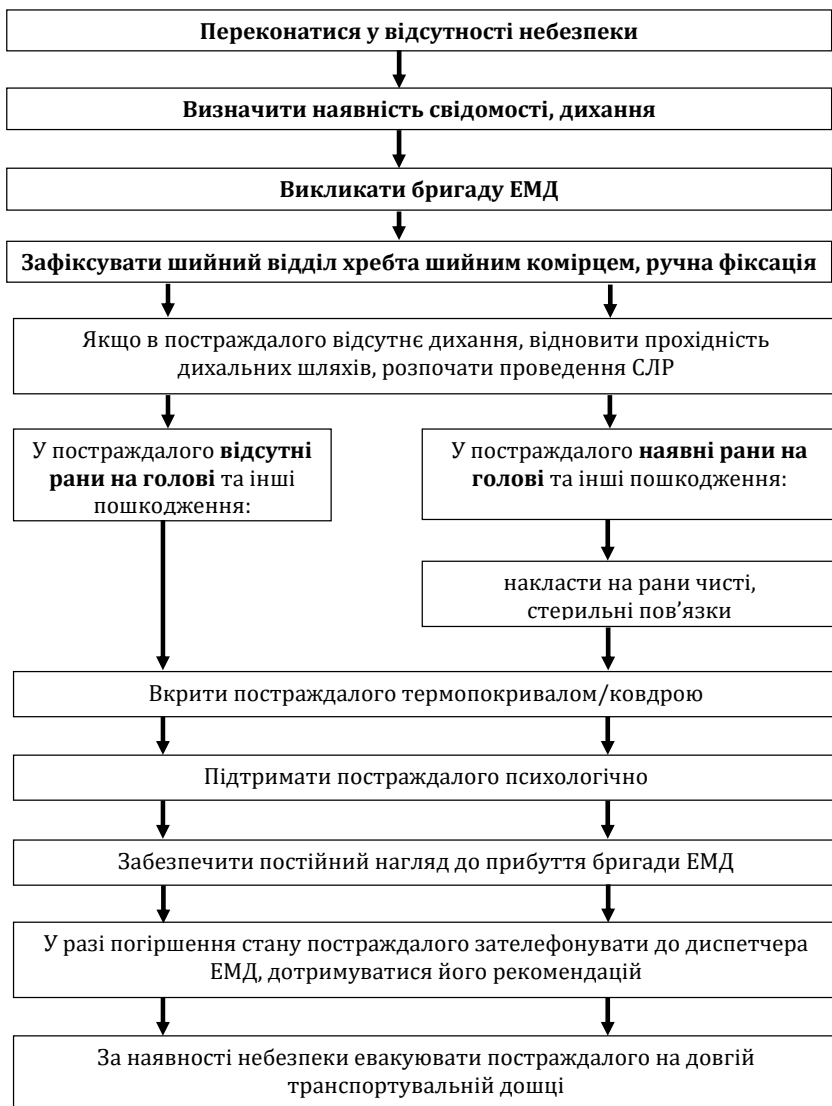 Переконатися у відсутності небезпеки
Визначити наявність свідомості, дихання
Викликати бригаду ЕМД
Зафіксувати шийний відділ хребта шийним комірцем, ручна фіксація
Якщо в постраждалого відсутнє дихання, відновити прохідність
дихальних шляхів, розпочати проведення СЛР
У постраждалого відсутні
рани на голові та інші
пошкодження:
У постраждалого наявні рани на
голові та інші пошкодження:
накласти на рани чисті,
стерильні пов’язки
Вкрити постраждалого термопокривалом/ковдрою
Підтримати постраждалого психологічно
Забезпечити постійний нагляд до прибуття бригади ЕМД
У разі погіршення стану постраждалого зателефонувати до диспетчера
ЕМД, дотримуватися його рекомендацій
За наявності небезпеки евакуювати постраждалого на довгій
транспортувальній дошці